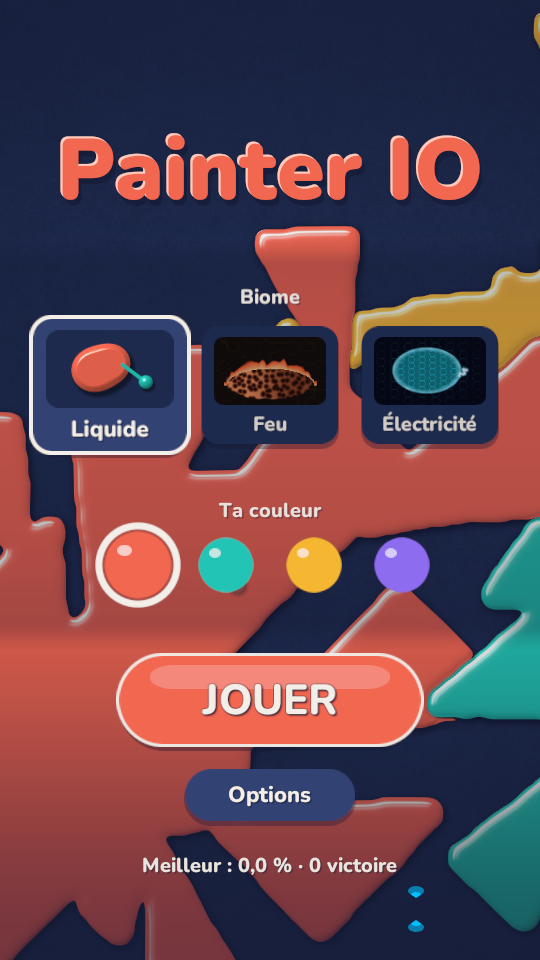 Painter IO
Biome
Liquide
Feu
Électricité
Ta couleur
JOUER
Options
Meilleur : 0,0 % · 0 victoire